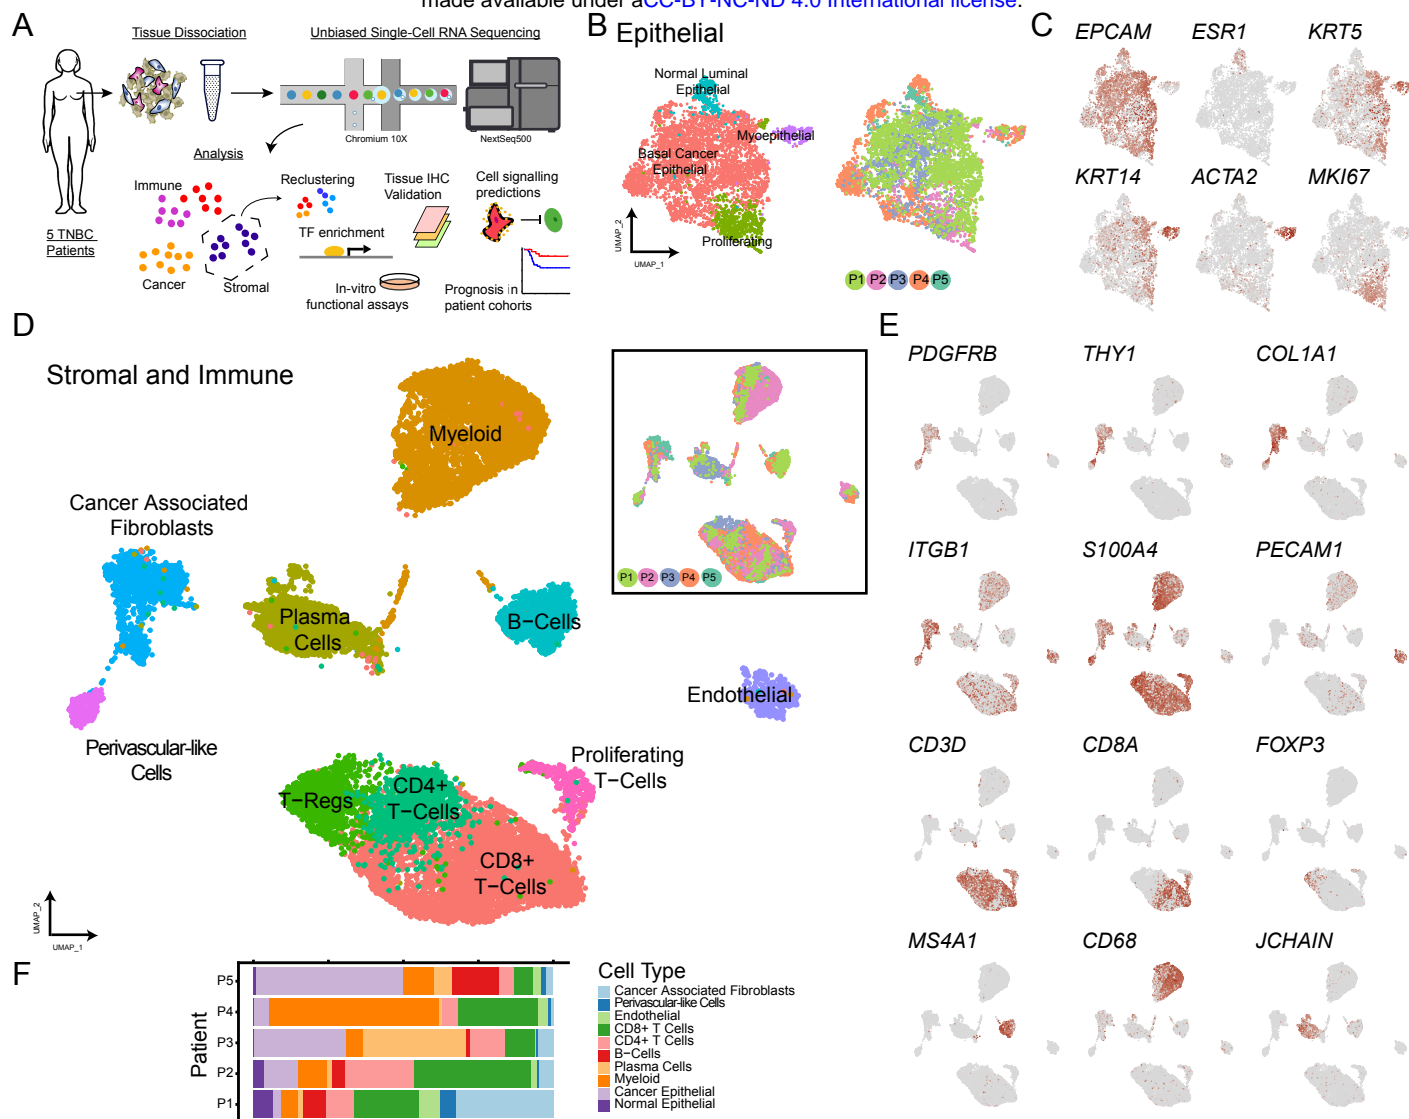 made available under aCC-BY-NC-ND 4.0 International license.
A
Tissue Dissociation
Unbiased Single-Cell RNA Sequencing
Chromium 10X
NextSeq500
Analysis
Immune
Reclustering
Tissue IHC
Validation
Cell signalling
predictions
TF enrichment
5 TNBC
Patients
Cancer
Stromal
In-vitro
functional assays
Prognosis in
patient cohorts
B
Epithelial
Normal Luminal
Epithelial
Myoepithelial
Basal Cancer
Epithelial
Proliferating
UMAP_2
UMAP_1
P1 P2 P3 P4 P5
C
EPCAM ESR1 KRT5
KRT14 ACTA2 MKI67
D
Stromal and Immune
Myeloid
Cancer Associated
Fibroblasts
Plasma
Cells
B−Cells
Endothelial
Perivascular-like
Cells
Proliferating
T−Cells
T−Regs
CD4+
T−Cells
CD8+
T−Cells
UMAP_2
UMAP_1
P1 P2 P3 P4 P5
E
PDGFRB THY1 COL1A1
ITGB1 S100A4 PECAM1
CD3D CD8A FOXP3
MS4A1 CD68 JCHAIN
F
Patient
P5
P4
P3
P2
P1
Cell Type
Cancer Associated Fibroblasts
Perivascular-like Cells
Endothelial
CD8+ T Cells
CD4+ T Cells
B−Cells
Plasma Cells
Myeloid
Cancer Epithelial
Normal Epithelial